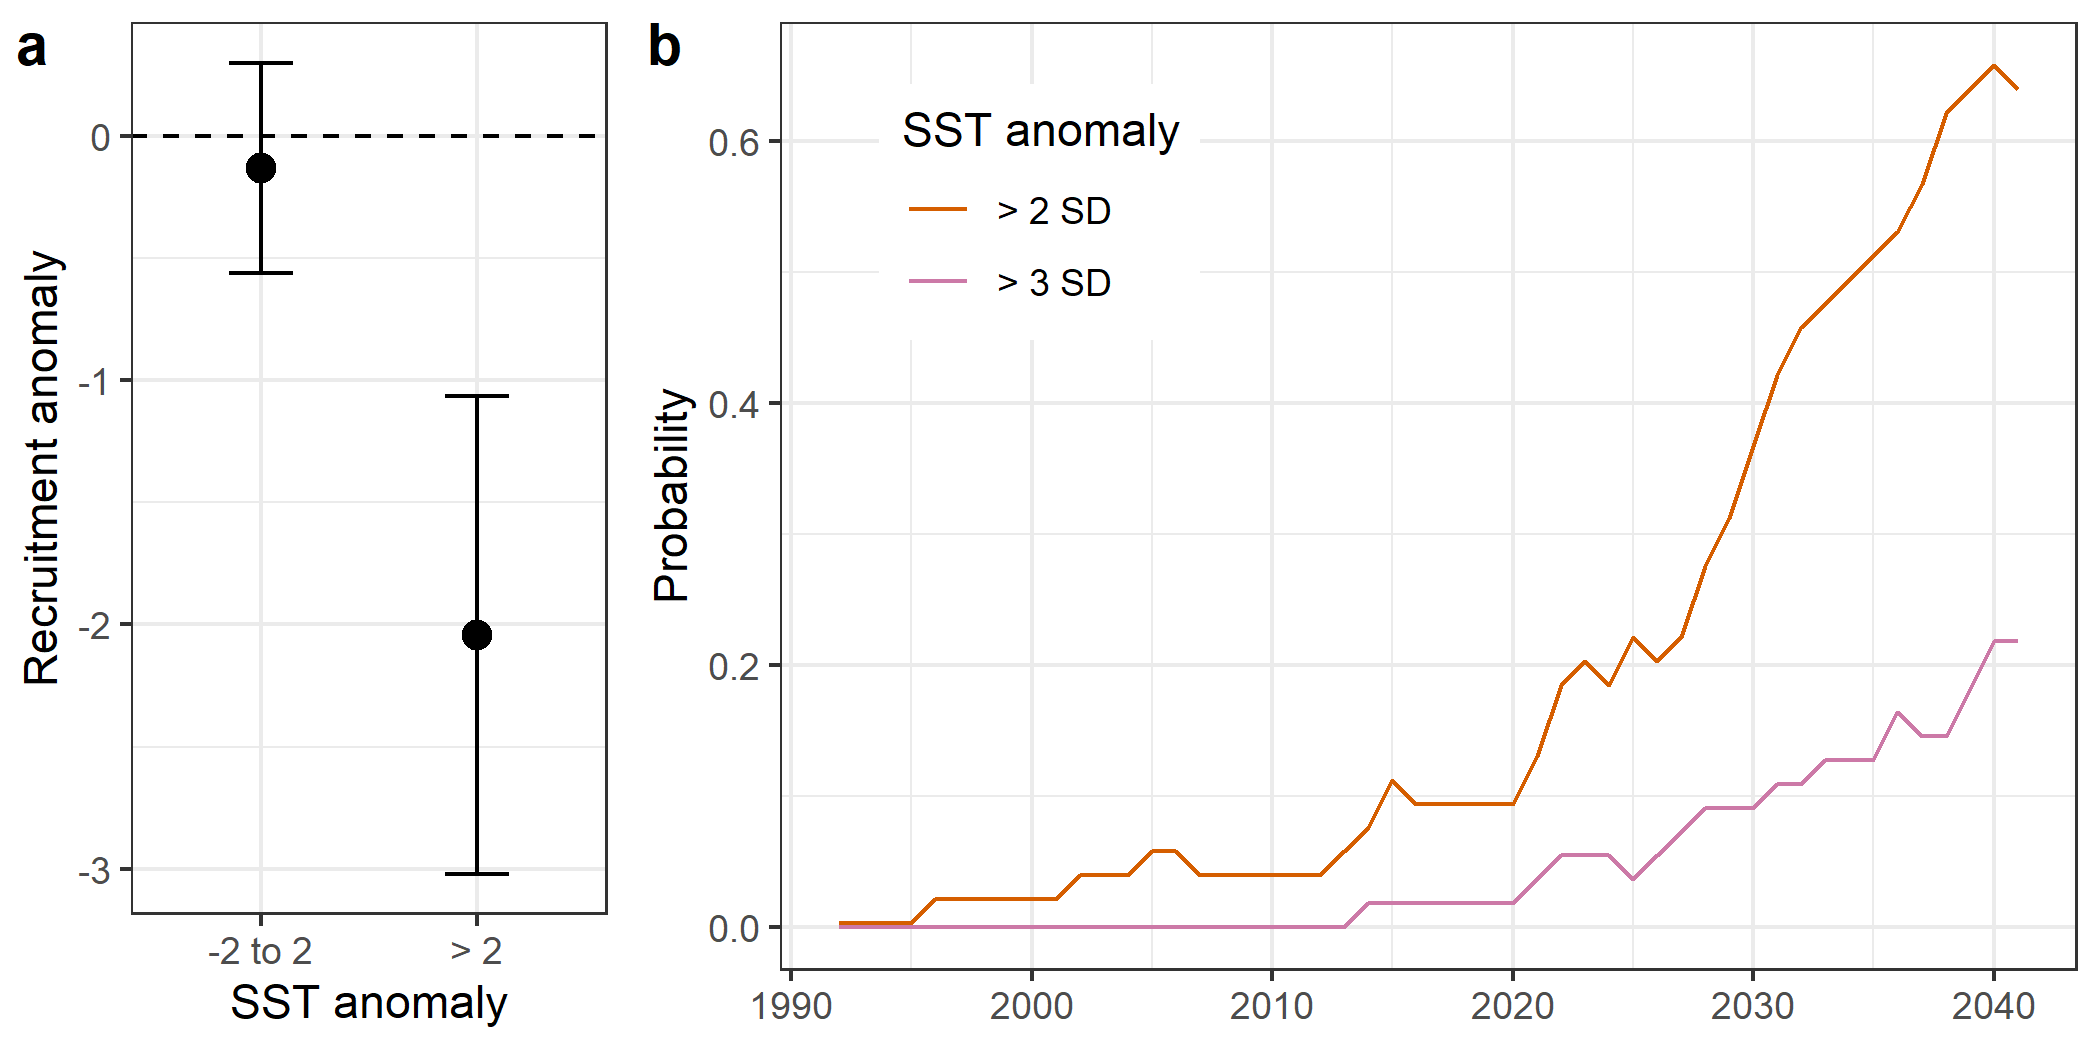 a
Recruitment anomaly
0
-1
-2
-3
-2 to 2
> 2
SST anomaly
b
Probability
0.6
0.4
0.2
0.0
SST anomaly
> 2 SD
> 3 SD
1990
2000
2010
2020
2030
2040